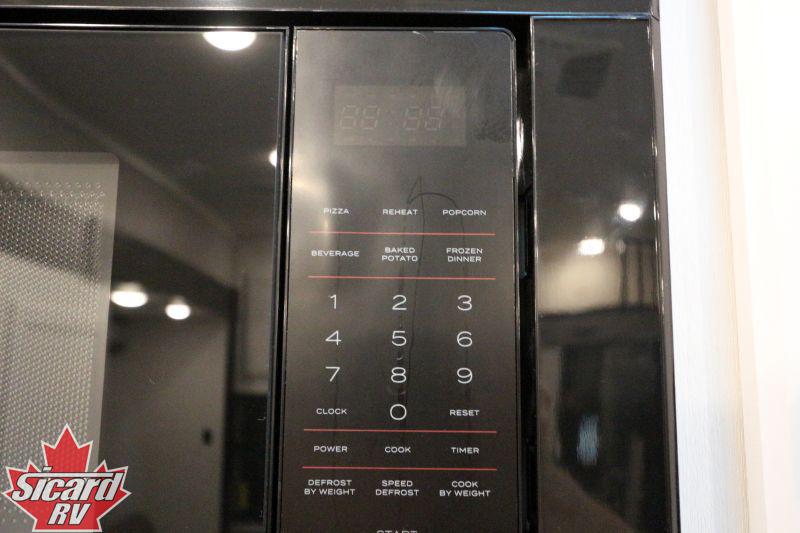 88:88
PIZZA REHEAT POPCORN
BEVERAGE BAKED POTATO FROZEN DINNER
1 2 3
4 5 6
7 8 9
CLOCK 0 RESET
POWER COOK TIMER
DEFROST BY WEIGHT SPEED DEFROST COOK BY WEIGHT
START
Sicard
RV